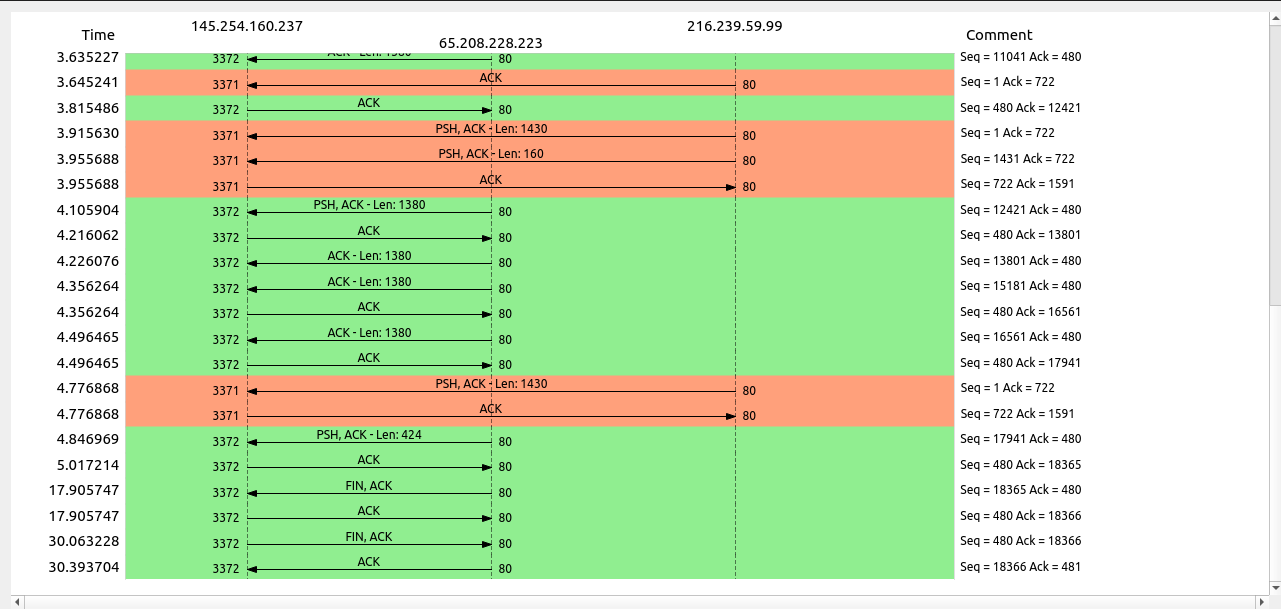 145.254.160.237 216.239.59.99
Time 65.208.228.223 Comment
3.635227 3372 ACK - Len: 1380 80 Seq = 11041 Ack = 480
3.645241 3371 ACK 80 Seq = 1 Ack = 722
3.815486 3372 ACK 80 Seq = 480 Ack = 12421
3.915630 3371 PSH, ACK - Len: 1430 80 Seq = 1 Ack = 722
3.955688 3371 PSH, ACK - Len: 160 80 Seq = 1431 Ack = 722
3.955688 3371 ACK 80 Seq = 722 Ack = 1591
4.105904 3372 PSH, ACK - Len: 1380 80 Seq = 12421 Ack = 480
4.216062 3372 ACK 80 Seq = 480 Ack = 13801
4.226076 3372 ACK - Len: 1380 80 Seq = 13801 Ack = 480
4.356264 3372 ACK - Len: 1380 80 Seq = 15181 Ack = 480
4.356264 3372 ACK 80 Seq = 480 Ack = 16561
4.496465 3372 ACK - Len: 1380 80 Seq = 16561 Ack = 480
4.496465 3372 ACK 80 Seq = 480 Ack = 17941
4.776868 3371 PSH, ACK - Len: 1430 80 Seq = 1 Ack = 722
4.776868 3371 ACK 80 Seq = 722 Ack = 1591
4.846969 3372 PSH, ACK - Len: 424 80 Seq = 17941 Ack = 480
5.017214 3372 ACK 80 Seq = 480 Ack = 18365
17.905747 3372 FIN, ACK 80 Seq = 18365 Ack = 480
17.905747 3372 ACK 80 Seq = 480 Ack = 18366
30.063228 3372 FIN, ACK 80 Seq = 480 Ack = 18366
30.393704 3372 ACK 80 Seq = 18366 Ack = 481